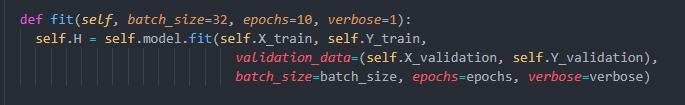 def fit(self, batch_size=32, epochs=10, verbose=1):
self.H = self.model.fit(self.X_train, self.Y_train,
validation_data=(self.X_validation, self.Y_validation),
batch_size=batch_size, epochs=epochs, verbose=verbose)